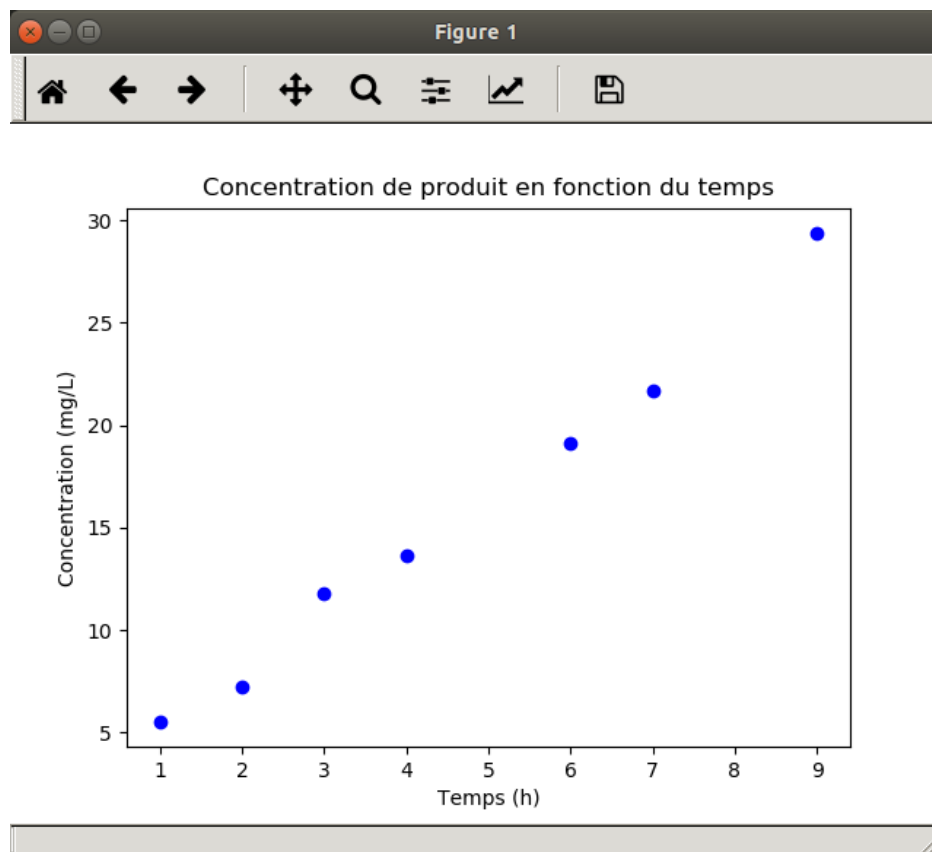 Figure 1
Concentration de produit en fonction du temps
30
25
20
15
10
5
Concentration (mg/L)
1 2 3 4 5 6 7 8 9
Temps (h)